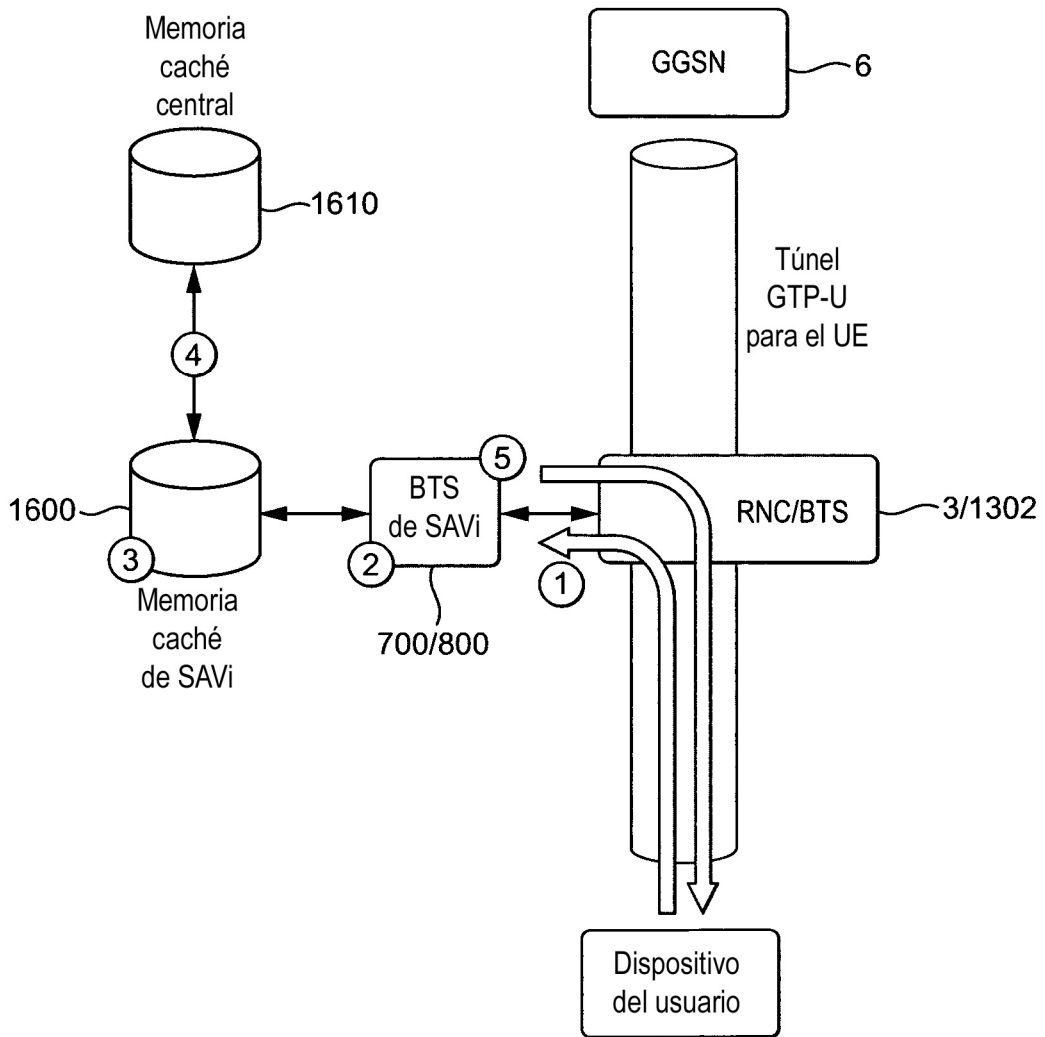 Memoria
caché
central
1610
GGSN
6
Túnel
GTP-U
para el UE
4
1600
3
Memoria
caché
de SAVi
BTS
de SAVi
5
2
700/800
1
RNC/BTS
3/1302
Dispositivo
del usuario